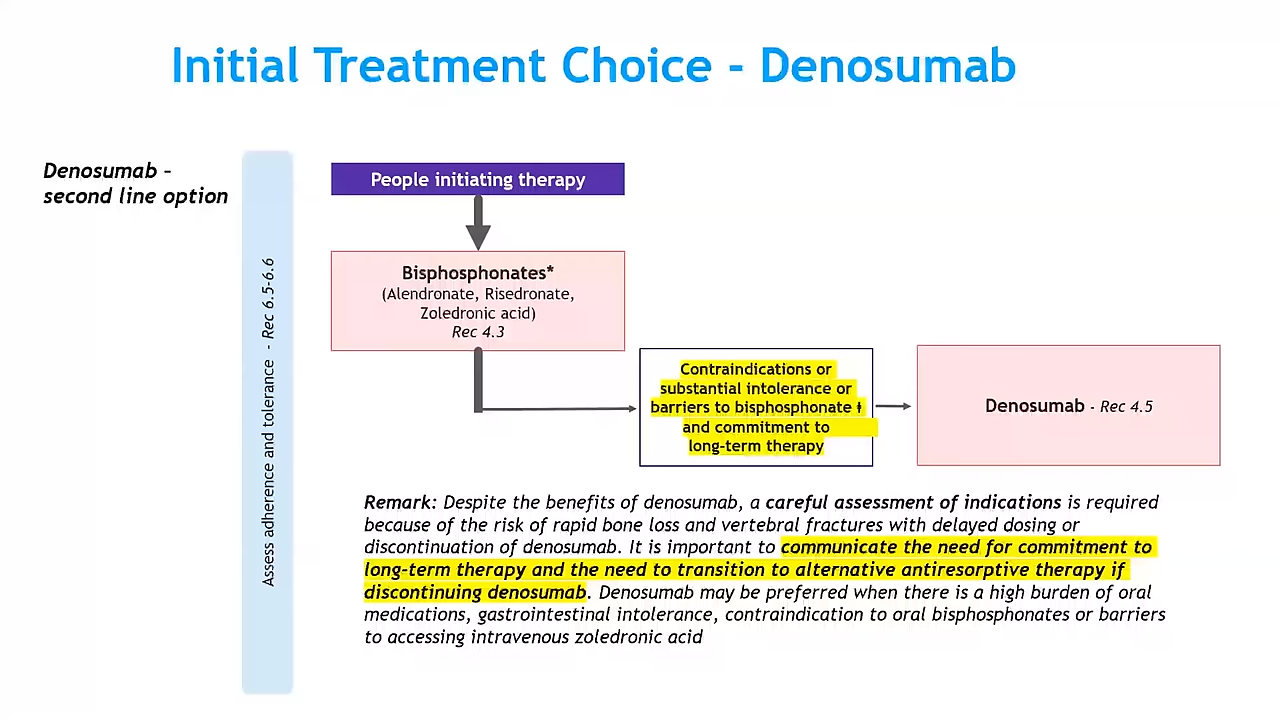 Initial Treatment Choice - Denosumab
Denosumab –
second line option
Assess adherence and tolerance - Rec 6.5-6.6
People initiating therapy
Bisphosphonates*
(Alendronate, Risedronate,
Zoledronic acid)
Rec 4.3
Contraindications or
substantial intolerance or
barriers to bisphosphonate ‡
and commitment to
long-term therapy
Denosumab - Rec 4.5
Remark: Despite the benefits of denosumab, a careful assessment of indications is required
because of the risk of rapid bone loss and vertebral fractures with delayed dosing or
discontinuation of denosumab. It is important to communicate the need for commitment to
long-term therapy and the need to transition to alternative antiresorptive therapy if
discontinuing denosumab. Denosumab may be preferred when there is a high burden of oral
medications, gastrointestinal intolerance, contraindication to oral bisphosphonates or barriers
to accessing intravenous zoledronic acid